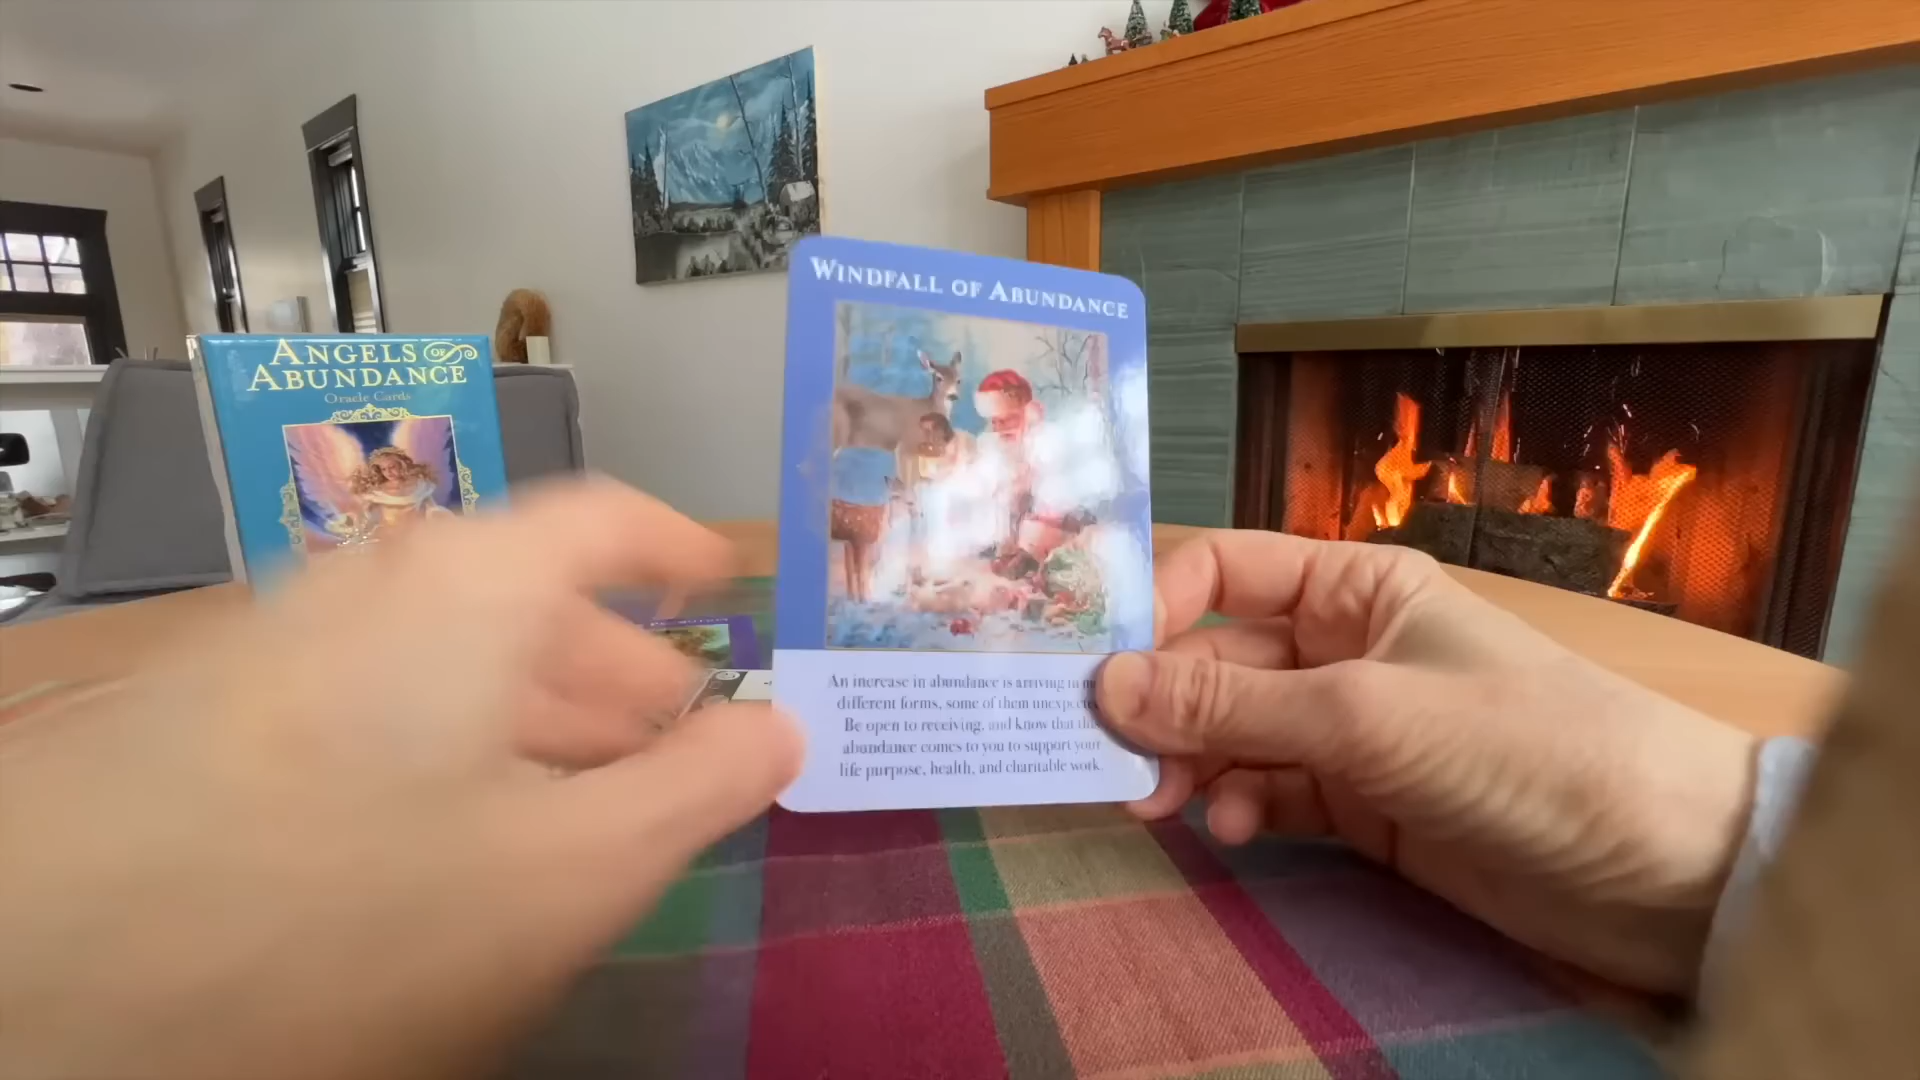 ANGELS OF
ABUNDANCE
Oracle Cards
WINDFALL OF ABUNDANCE
An increase in abundance is arriving in
different forms, some of them
Be open to receiving, and know that
abundance comes to you to support your
life purpose, health, and charitable work.